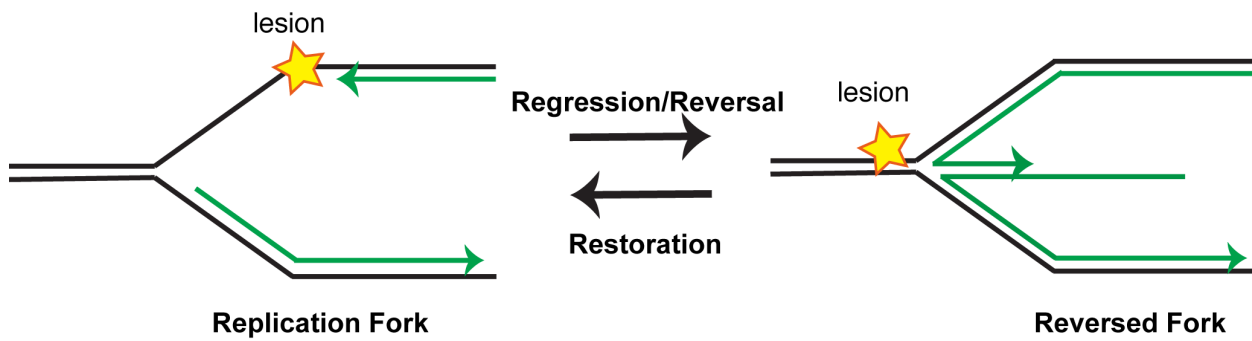 lesion
Regression/Reversal
lesion
Restoration
Replication Fork
Reversed Fork